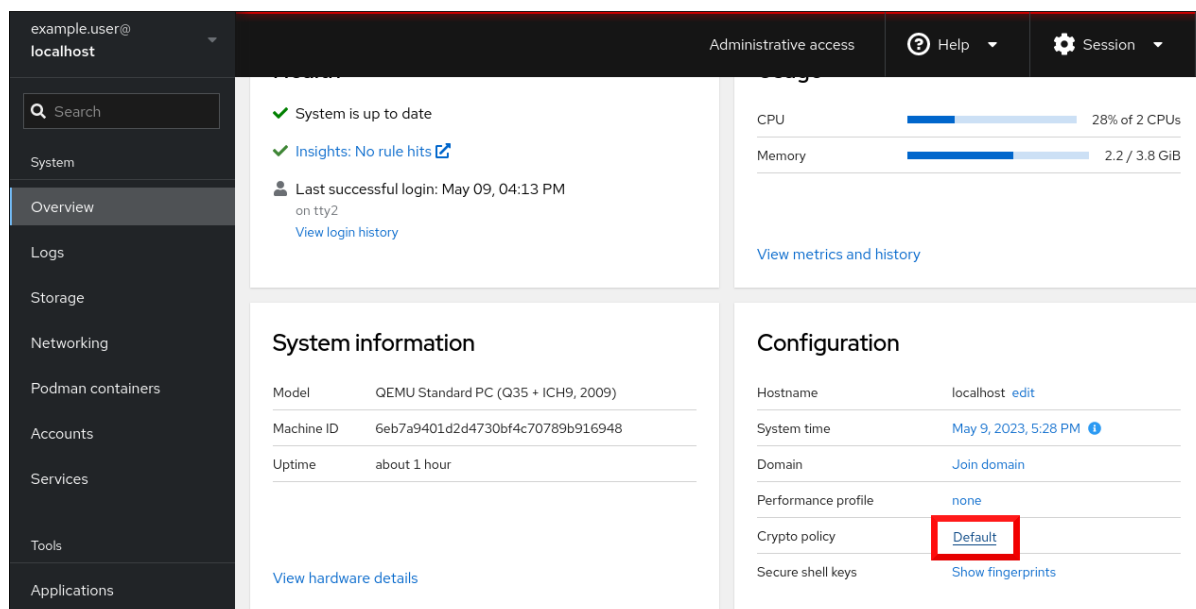 example.user@
localhost
Administrative access
Help
Session
Search
System
Overview
Logs
Storage
Networking
Podman containers
Accounts
Services
Tools
Applications
System is up to date
Insights: No rule hits
Last successful login: May 09, 04:13 PM
on tty2
View login history
CPU
28% of 2 CPUs
Memory
2.2 / 3.8 GiB
View metrics and history
System information
Model
QEMU Standard PC (Q35 + ICH9, 2009)
Machine ID
6eb7a9401d2d4730bf4c70789b916948
Uptime
about 1 hour
View hardware details
Configuration
Hostname
localhost edit
System time
May 9, 2023, 5:28 PM
Domain
Join domain
Performance profile
none
Crypto policy
Default
Secure shell keys
Show fingerprints